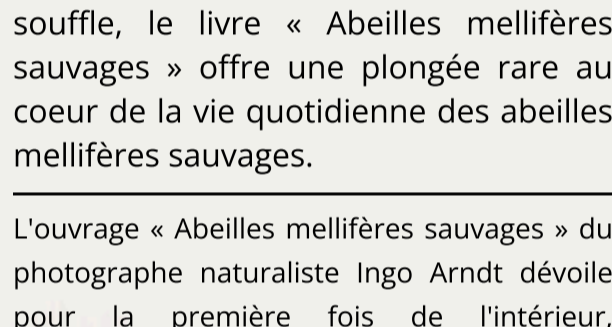 souffle, le livre « Abeilles mellifères
sauvages » offre une plongée rare au
coeur de la vie quotidienne des abeilles
mellifères sauvages.
L'ouvrage « Abeilles mellifères sauvages » du
photographe naturaliste Ingo Arndt dévoile
pour la première fois de l'intérieur,